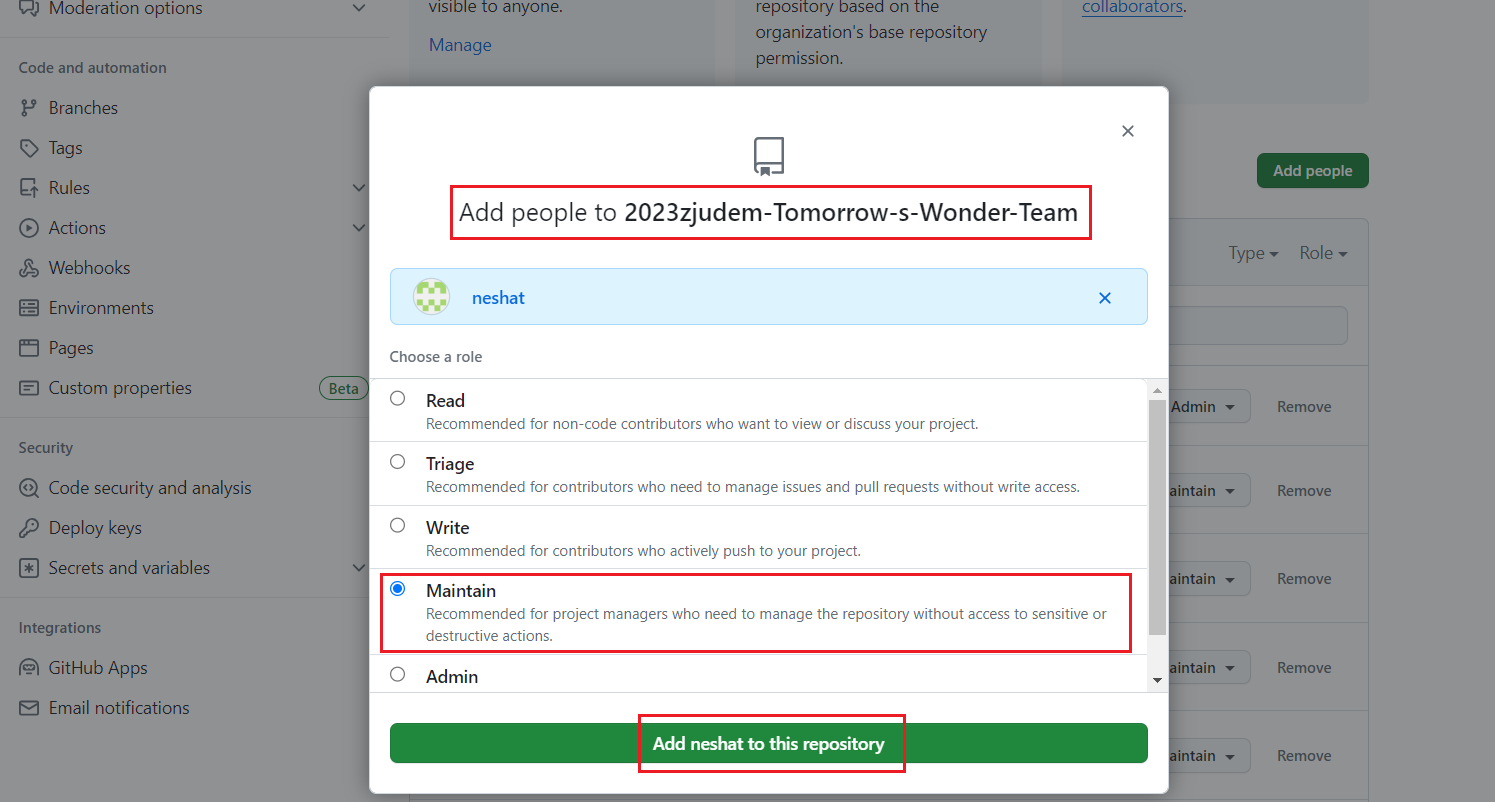 Moderation options
visible to anyone.
Manage
repository based on the
organization's base repository
permission.
collaborators.
Code and automation
Branches
Tags
Rules
Actions
Webhooks
Environments
Pages
Custom properties
Beta
Security
Code security and analysis
Deploy keys
Secrets and variables
Integrations
GitHub Apps
Email notifications
Add people to 2023zjudem-Tomorrow-s-Wonder-Team
neshat
Choose a role
Read
Recommended for non-code contributors who want to view or discuss your project.
Triage
Recommended for contributors who need to manage issues and pull requests without write access.
Write
Recommended for contributors who actively push to your project.
Maintain
Recommended for project managers who need to manage the repository without access to sensitive or
destructive actions.
Admin
Add neshat to this repository
Add people
Type
Role
Admin
Remove
aintain
Remove
aintain
Remove
aintain
Remove
aintain
Remove